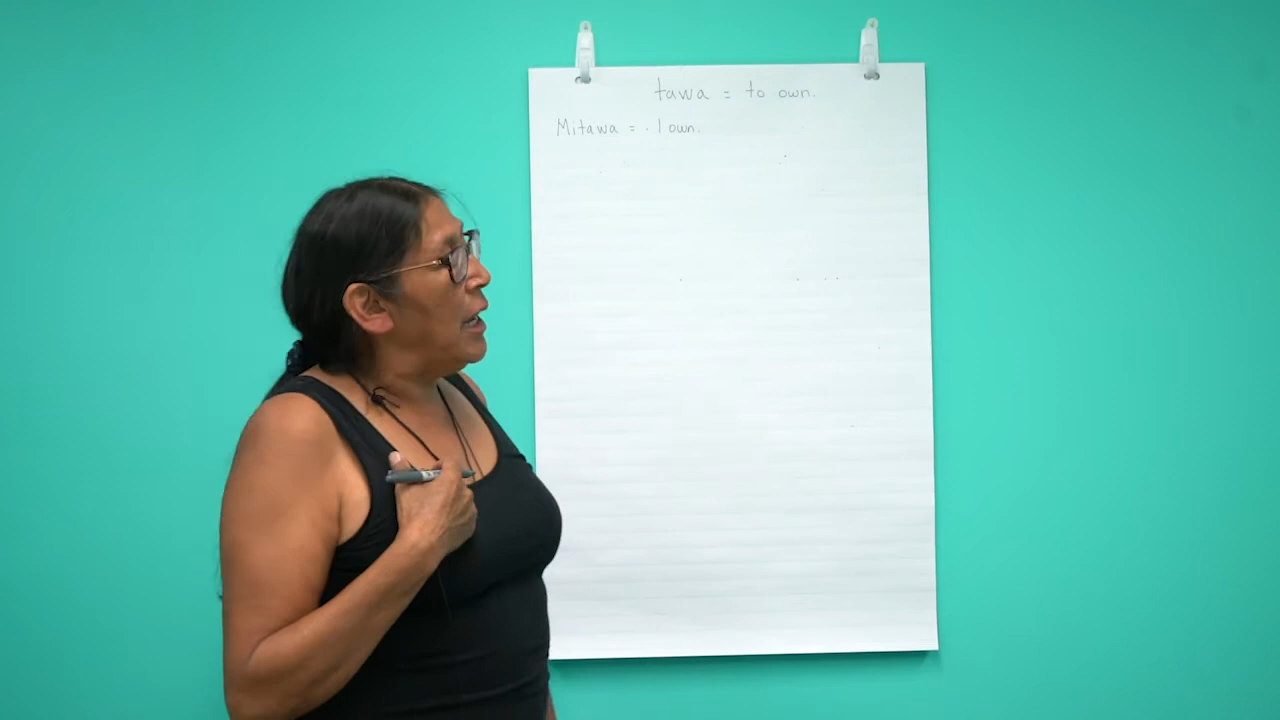 tawa = to own.
Mitawa = . I own.